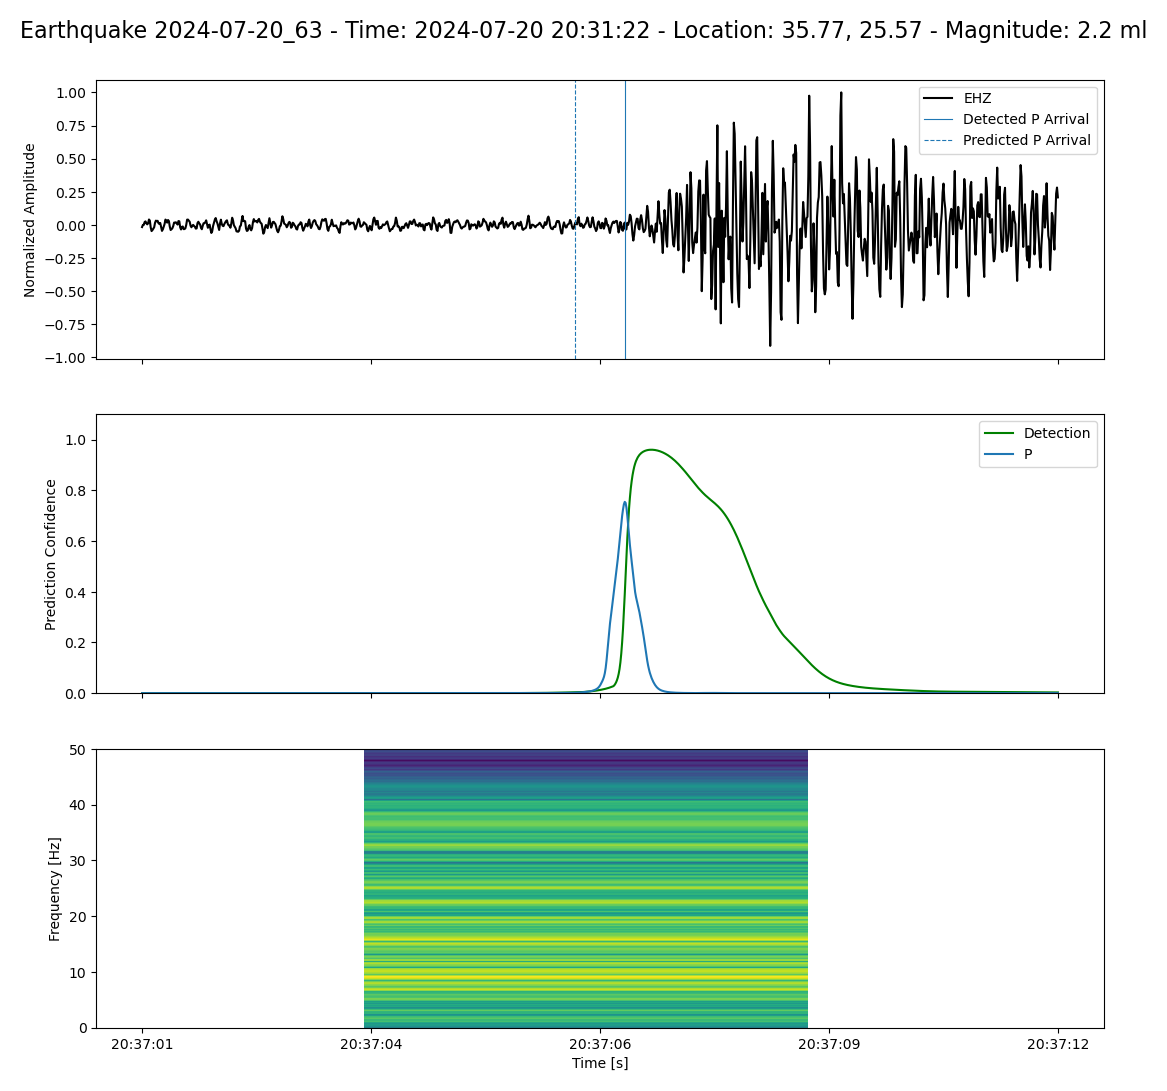 Earthquake 2024-07-20_63 - Time: 2024-07-20 20:31:22 - Location: 35.77, 25.57 - Magnitude: 2.2 ml
Normalized Amplitude
1.00
0.75
0.50
0.25
0.00
−0.25
−0.50
−0.75
−1.00
EHZ
Detected P Arrival
Predicted P Arrival
Prediction Confidence
1.0
0.8
0.6
0.4
0.2
0.0
Detection
P
Frequency [Hz]
50
40
30
20
10
0
20:37:01 20:37:04 20:37:06 20:37:09 20:37:12
Time [s]